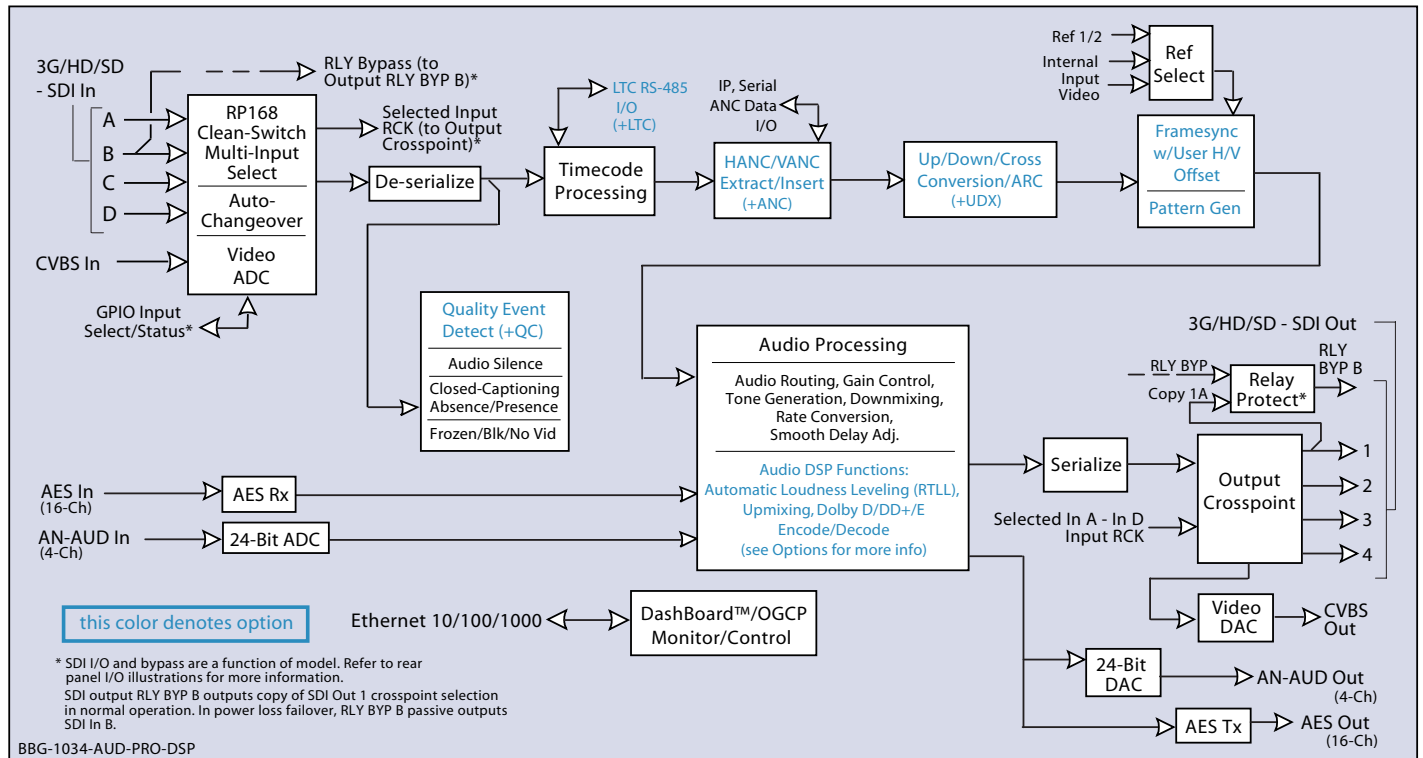 3G/HD/SD
- SDI In
A
B
C
D
CVBS In
GPIO Input
Select/Status*
RLY Bypass (to
Output RLY BYP B)*
RP168
Clean-Switch
Multi-Input
Select
Auto-
Changeover
Video
ADC
Selected Input
RCK (to Output
Crosspoint)*
De-serialize
LTC RS-485
I/O
(+LTC)
Timecode
Processing
IP, Serial
ANC Data
I/O
HANC/VANC
Extract/Insert
(+ANC)
Up/Down/Cross
Conversion/ARC
(+UDX)
Ref 1/2
Internal
Input
Video
Ref
Select
Framesync
w/User H/V
Offset
Pattern Gen
Quality Event
Detect (+QC)
Audio Silence
Closed-Captioning
Absence/Presence
Frozen/Blk/No Vid
AES In
(16-Ch)
AES Rx
AN-AUD In
(4-Ch)
24-Bit ADC
Audio Processing
Audio Routing, Gain Control,
Tone Generation, Downmixing,
Rate Conversion,
Smooth Delay Adj.
Audio DSP Functions:
Automatic Loudness Leveling (RTLL),
Upmixing, Dolby D/DD+/E
Encode/Decode
(see Options for more info)
3G/HD/SD - SDI Out
RLY BYP
Copy 1A
Relay
Protect*
RLY
BYP B
Serialize
Selected In A - In D
Input RCK
Output
Crosspoint
1
2
3
4
Video
DAC
CVBS
Out
24-Bit
DAC
AN-AUD Out
(4-Ch)
AES Tx
AES Out
(16-Ch)
this color denotes option
Ethernet 10/100/1000
DashBoard™/OGCP
Monitor/Control
* SDI I/O and bypass are a function of model. Refer to rear
panel I/O illustrations for more information.
SDI output RLY BYP B outputs copy of SDI Out 1 crosspoint selection
in normal operation. In power loss failover, RLY BYP B passive outputs
SDI In B.
BBG-1034-AUD-PRO-DSP